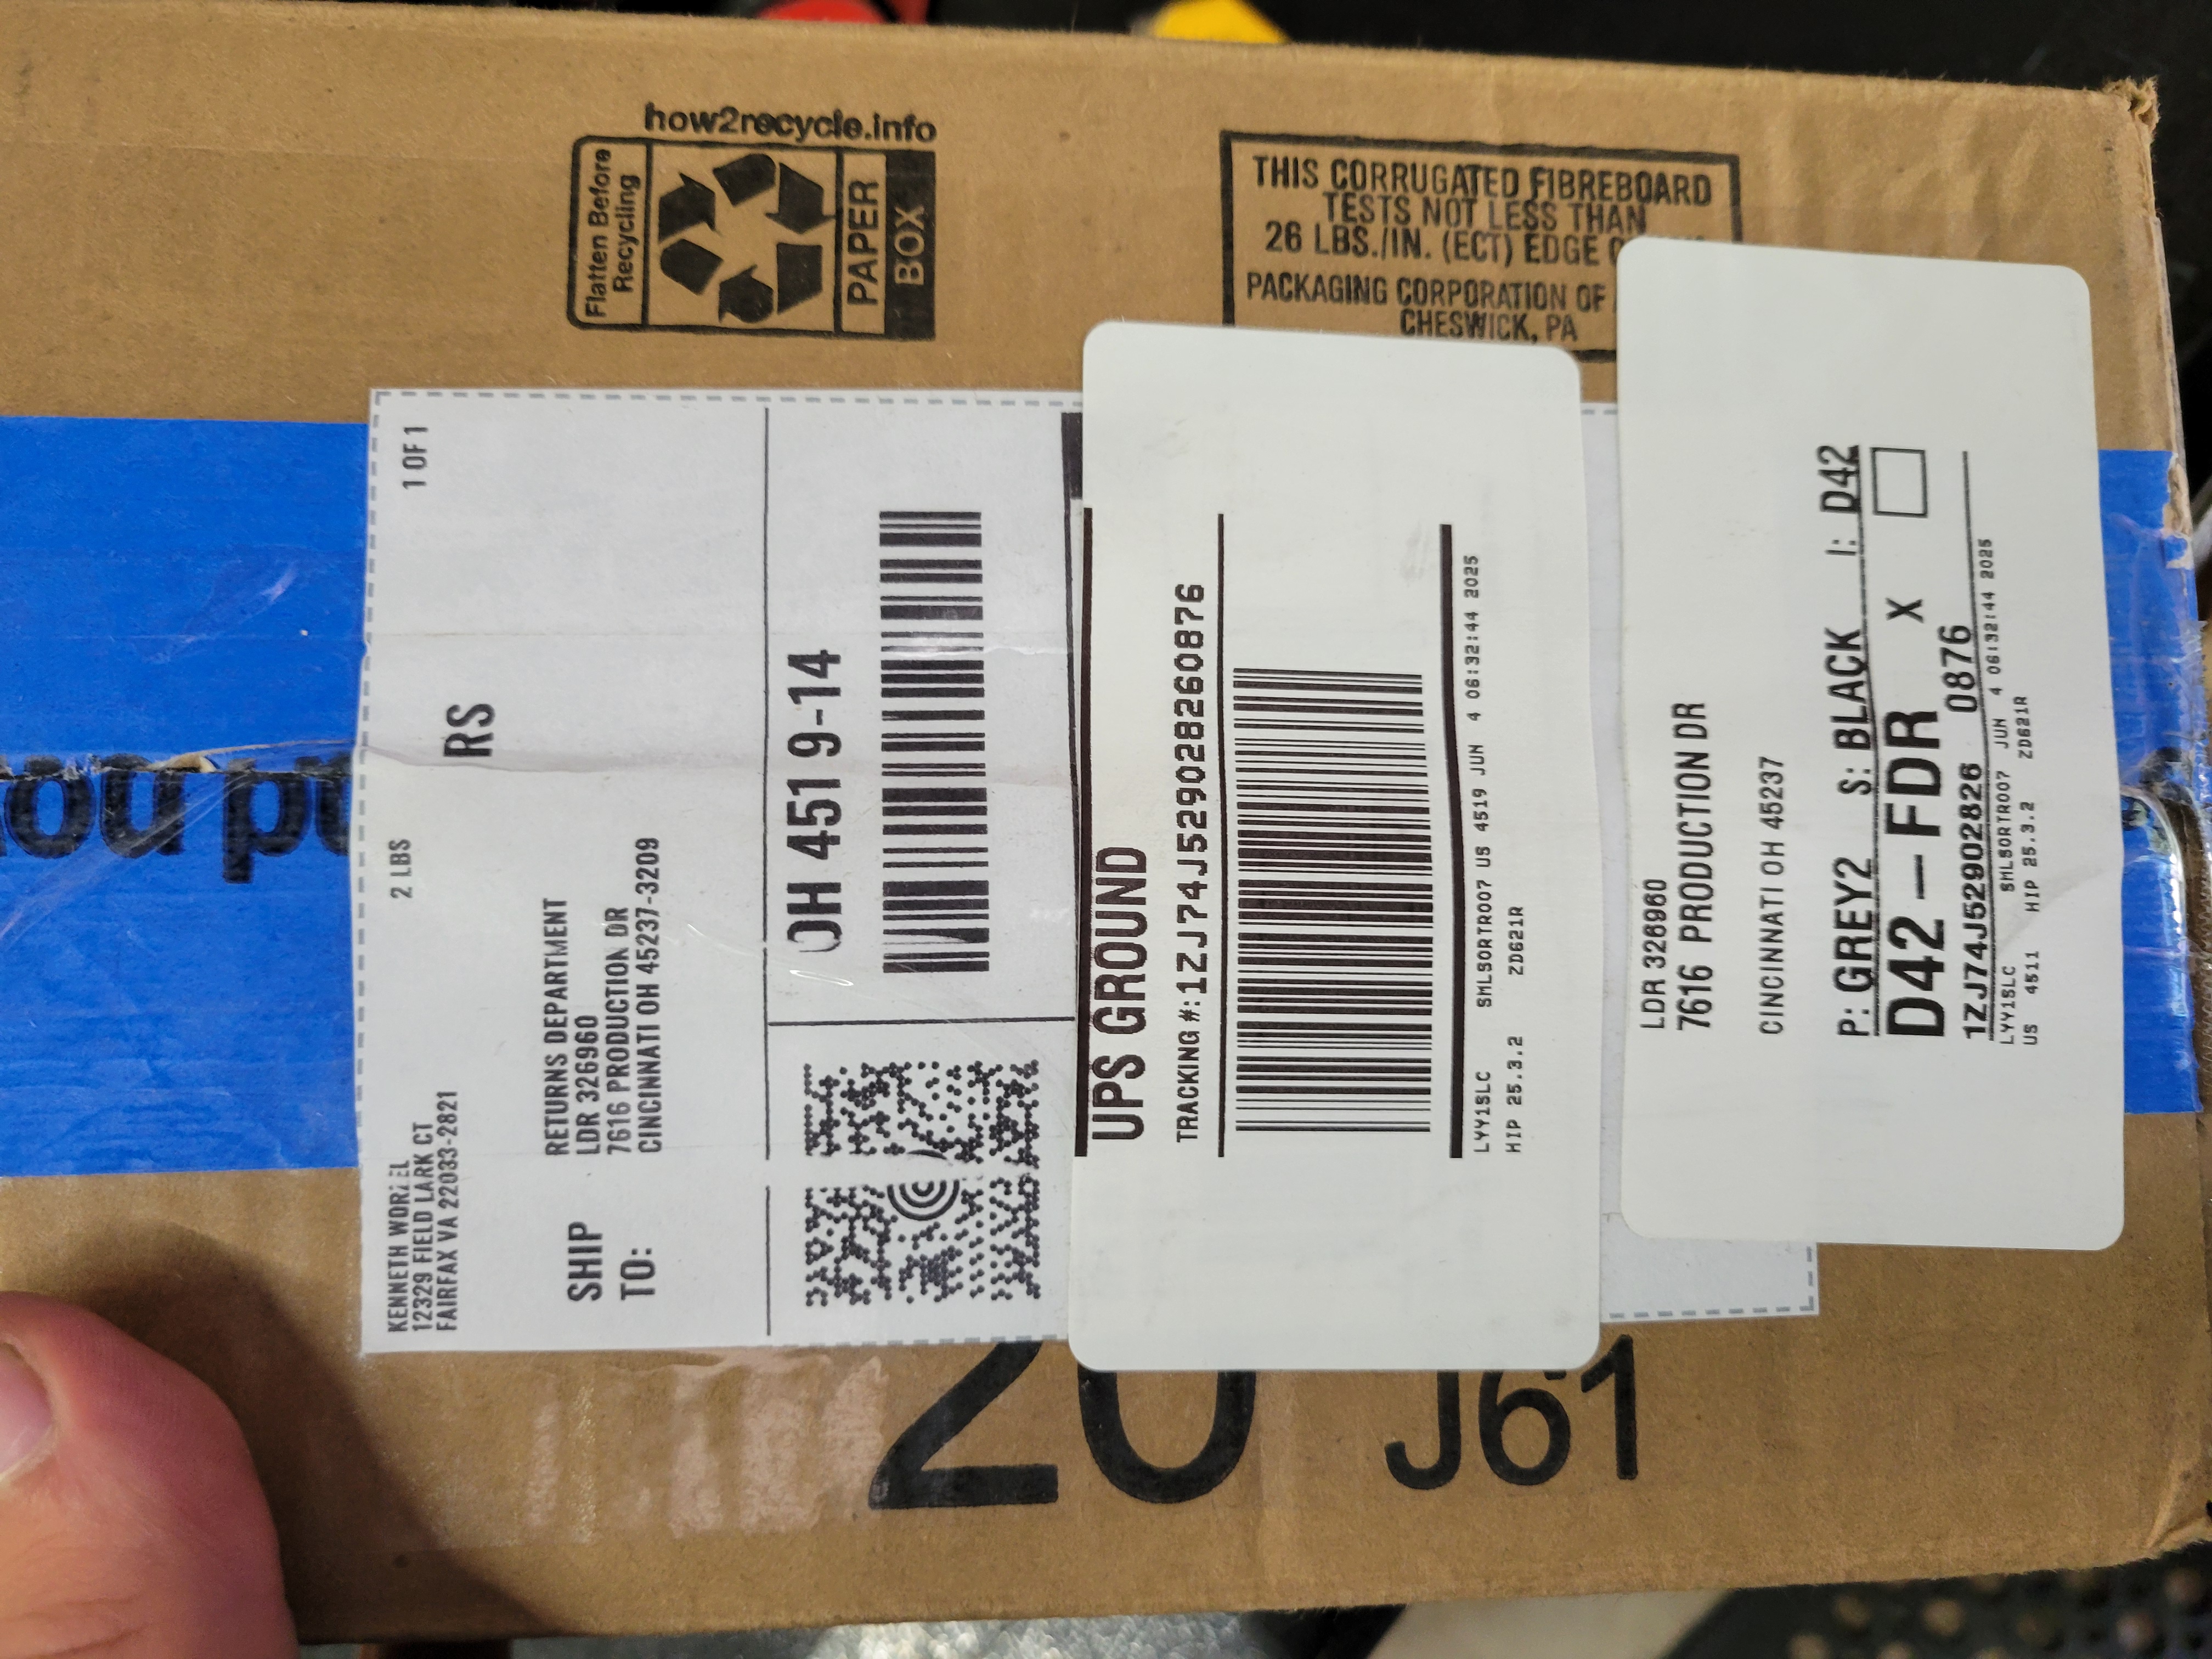 how2recycle.info
Flatten Before
Recycling
PAPER
BOX
THIS CORRUGATED FIBREBOARD
TESTS NOT LESS THAN
26 LBS./IN. (ECT) EDGE
PACKAGING CORPORATION OF
CHESWICK, PA
KENNETH
12329 FIELD LARK CT
FAIRFAX VA 22033-2821
2 LBS
1 OF 1
RS
SHIP
TO:
RETURNS DEPARTMENT
LDR 326960
7616 PRODUCTION DR
CINCINNATI OH 45237-3209
OH 451 9-14
UPS GROUND
TRACKING #:1ZJ74J529028260876
LYY1SLC SMLSORTR007 US 4519 JUN 4 06:32:44 2025
HIP 25.3.2 ZD621R
LDR 326960
7616 PRODUCTION DR
CINCINNATI OH 45237
P: GREY2 S: BLACK I: D42
D42-FDR X
1ZJ74J52902826 0876
LYY1SLC SMLSORTR007 JUN 4 06:32:44 2025
US 4511 HIP 25.3.2 ZD621R
20 J61